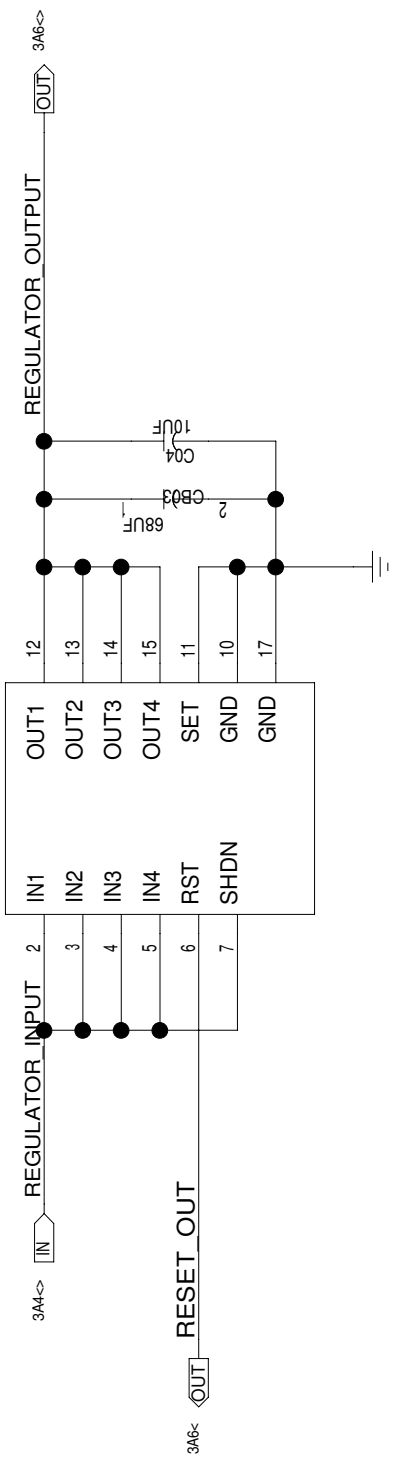 3A4<>
IN
REGULATOR_INPUT
3A6<
OUT
RESET_OUT
2
3
4
5
6
7
IN1
IN2
IN3
IN4
RST
SHDN
OUT1
OUT2
OUT3
OUT4
SET
GND
GND
12
13
14
15
11
10
17
68UF
1
CB03
2
C04
10UF
REGULATOR_OUTPUT
OUT
3A6<>